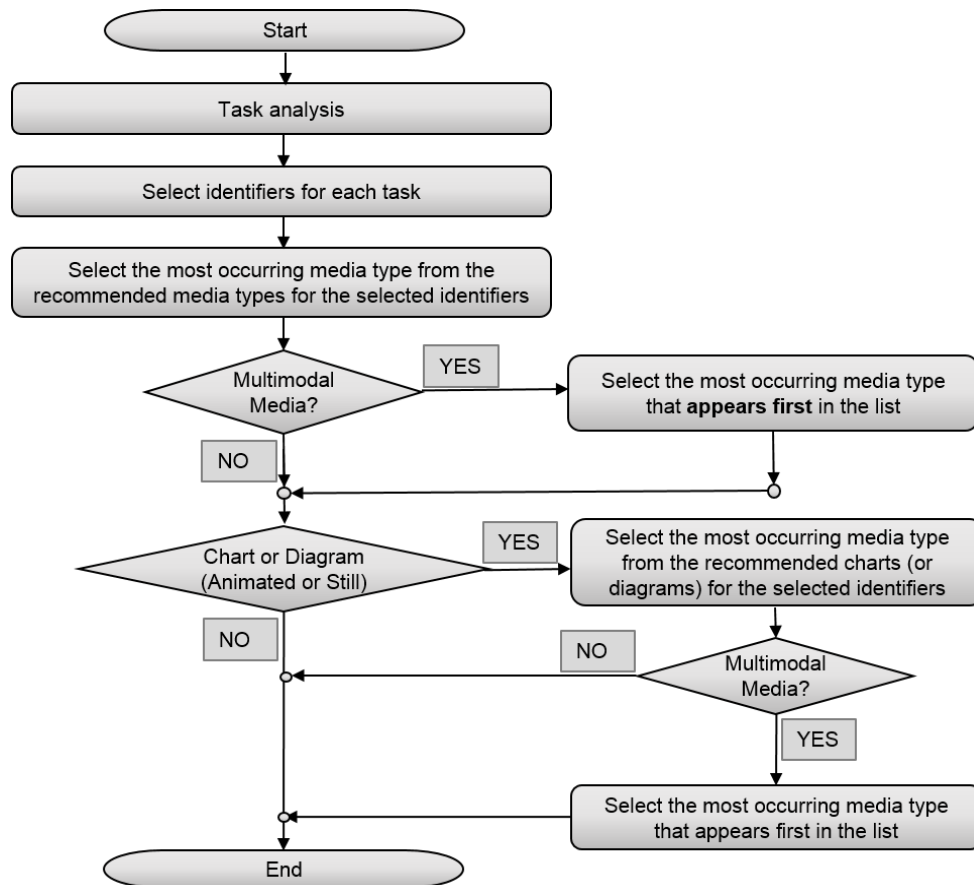 Start
Task analysis
Select identifiers for each task
Select the most occurring media type from the
recommended media types for the selected identifiers
Multimodal
Media?
YES
Select the most occurring media type
that appears first in the list
NO
Chart or Diagram
(Animated or Still)
YES
Select the most occurring media type
from the recommended charts (or
diagrams) for the selected identifiers
NO
NO
Multimodal
Media?
YES
Select the most occurring media type
that appears first in the list
End